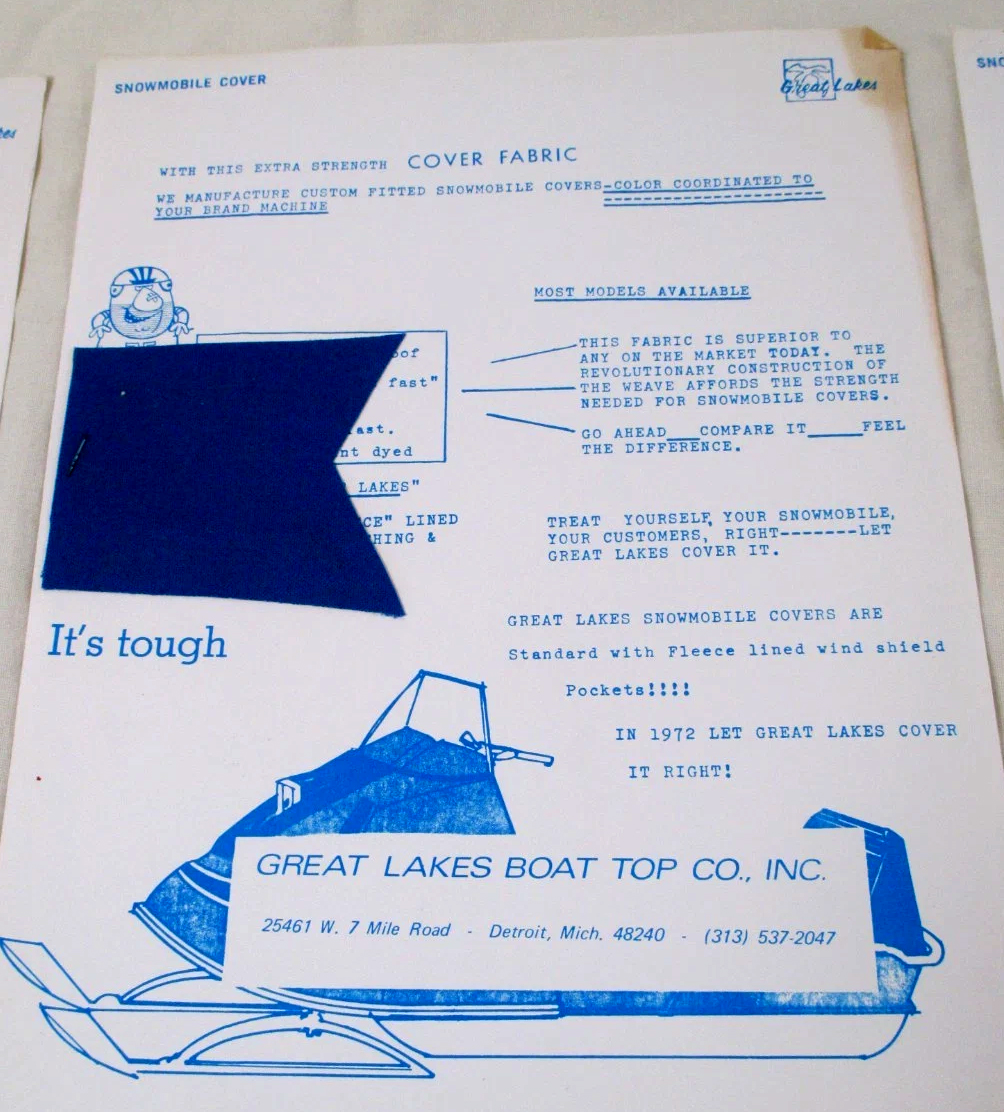 SNOWMOBILE COVER
Great Lakes
WITH THIS EXTRA STRENGTH COVER FABRIC
WE MANUFACTURE CUSTOM FITTED SNOWMOBILE COVERS-COLOR COORDINATED TO
YOUR BRAND MACHINE
MOST MODELS AVAILABLE
fast"
dyed
LAKES"
LINED
&
THIS FABRIC IS SUPERIOR TO
ANY ON THE MARKET TODAY. THE
REVOLUTIONARY CONSTRUCTION OF
THE WEAVE AFFORDS THE STRENGTH
NEEDED FOR SNOWMOBILE COVERS.
GO AHEAD___COMPARE IT_____FEEL
THE DIFFERENCE.
TREAT YOURSELF, YOUR SNOWMOBILE,
YOUR CUSTOMERS, RIGHT-------LET
GREAT LAKES COVER IT.
It's tough
GREAT LAKES SNOWMOBILE COVERS ARE
Standard with Fleece lined wind shield
Pockets!!!!
IN 1972 LET GREAT LAKES COVER
IT RIGHT!
GREAT LAKES BOAT TOP CO., INC.
25461 W. 7 Mile Road - Detroit, Mich. 48240 - (313) 537-2047